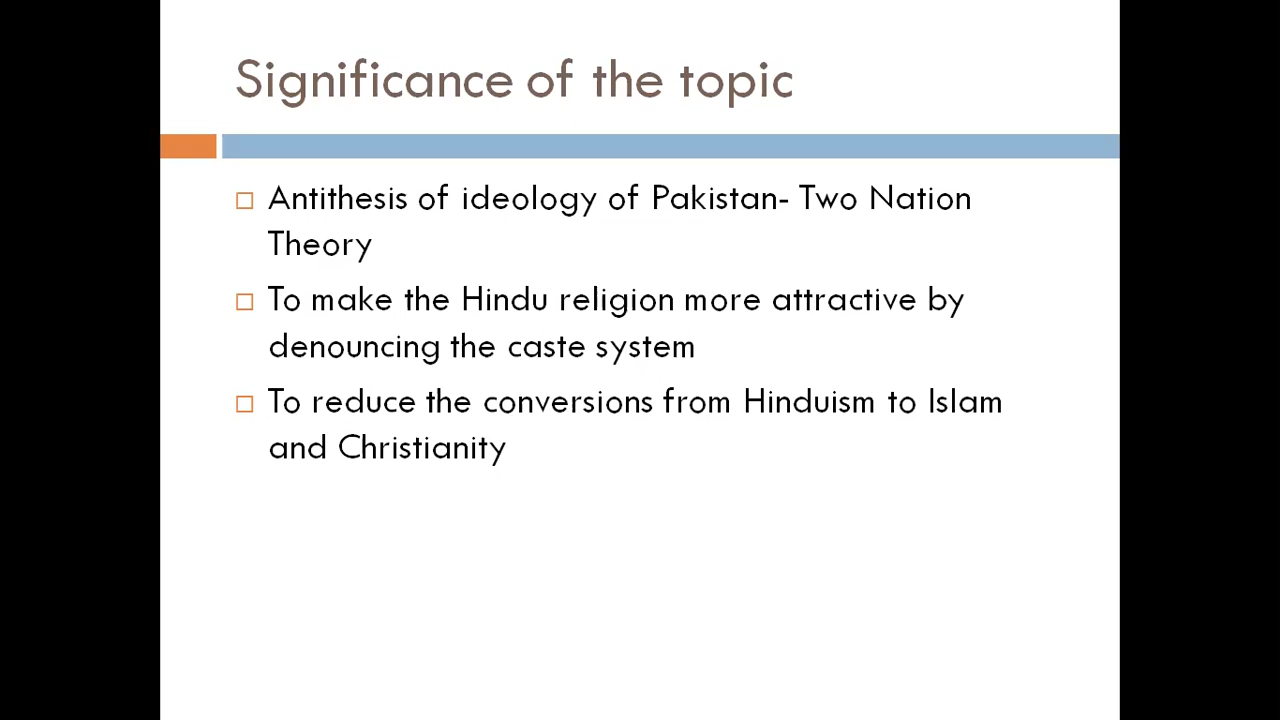 Significance of the topic
Antithesis of ideology of Pakistan- Two Nation
Theory
To make the Hindu religion more attractive by
denouncing the caste system
To reduce the conversions from Hinduism to Islam
and Christianity